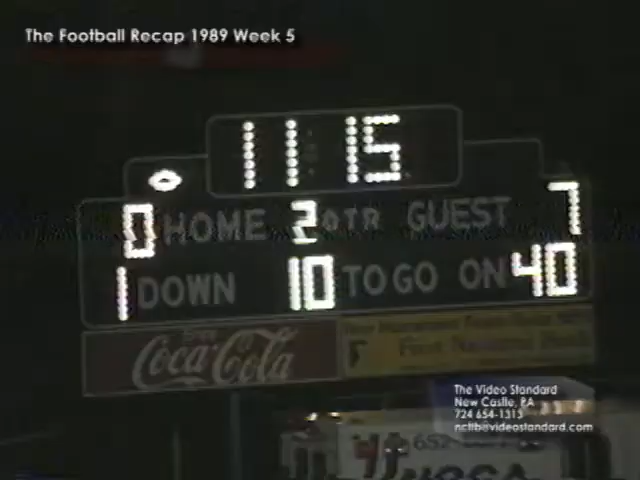 The Football Recap 1989 Week 5
11:15
0 HOME 2 QTR GUEST 7
1 DOWN 10 TO GO ON 40
Coca-Cola
The Video Standard
New Castle, PA
724 654-1313
nctlb@videostandard.com